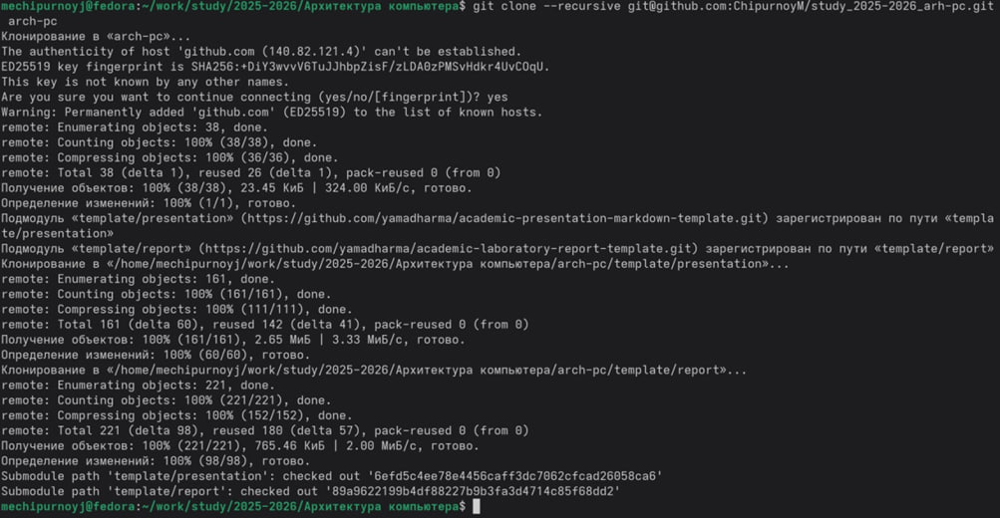 mechipurnoyj@fedora:~/work/study/2025-2026/Архитектура компьютера$ git clone --recursive git@github.com:ChipurnoyM/study_2025-2026_arh-pc.git
arch-pc
Клонирование в «arch-pc»...
The authenticity of host 'github.com (140.82.121.4)' can't be established.
ED25519 key fingerprint is SHA256:+DiY3wvvV6TuJJhbpZisF/zLDA0zPMSvHdkr4UvCOqU.
This key is not known by any other names.
Are you sure you want to continue connecting (yes/no/[fingerprint])? yes
Warning: Permanently added 'github.com' (ED25519) to the list of known hosts.
remote: Enumerating objects: 38, done.
remote: Counting objects: 100% (38/38), done.
remote: Compressing objects: 100% (36/36), done.
remote: Total 38 (delta 1), reused 26 (delta 1), pack-reused 0 (from 0)
Получение объектов: 100% (38/38), 23.45 КиБ | 324.00 КиБ/с, готово.
Определение изменений: 100% (1/1), готово.
Подмодуль «template/presentation» (https://github.com/yamadharma/academic-presentation-markdown-template.git) зарегистрирован по пути «templa
te/presentation»
Подмодуль «template/report» (https://github.com/yamadharma/academic-laboratory-report-template.git) зарегистрирован по пути «template/report»
Клонирование в «/home/mechipurnoyj/work/study/2025-2026/Архитектура компьютера/arch-pc/template/presentation»...
remote: Enumerating objects: 161, done.
remote: Counting objects: 100% (161/161), done.
remote: Compressing objects: 100% (111/111), done.
remote: Total 161 (delta 60), reused 142 (delta 41), pack-reused 0 (from 0)
Получение объектов: 100% (161/161), 2.65 МиБ | 3.33 МиБ/с, готово.
Определение изменений: 100% (60/60), готово.
Клонирование в «/home/mechipurnoyj/work/study/2025-2026/Архитектура компьютера/arch-pc/template/report»...
remote: Enumerating objects: 221, done.
remote: Counting objects: 100% (221/221), done.
remote: Compressing objects: 100% (152/152), done.
remote: Total 221 (delta 98), reused 180 (delta 57), pack-reused 0 (from 0)
Получение объектов: 100% (221/221), 765.46 КиБ | 2.00 МиБ/с, готово.
Определение изменений: 100% (98/98), готово.
Submodule path 'template/presentation': checked out '6efd5c4ee78e4456caff3dc7062cfcad26058ca6'
Submodule path 'template/report': checked out '89a9622199b4df88227b9b3fa3d4714c85f68dd2'
mechipurnoyj@fedora:~/work/study/2025-2026/Архитектура компьютера$